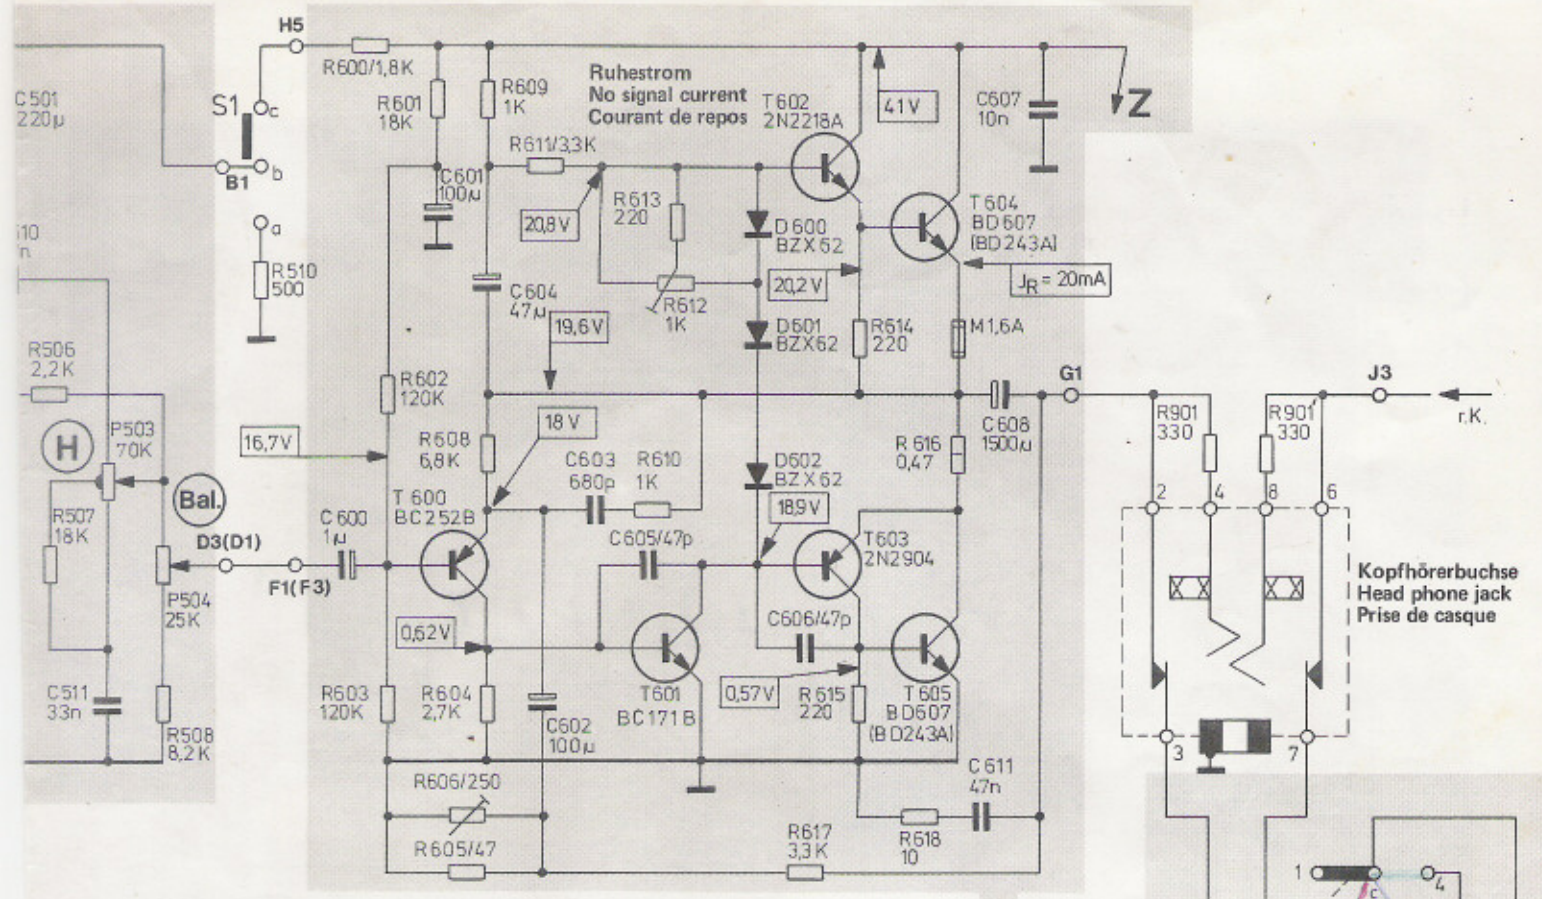 H5
R600/1,8K
C501
220µ
S1
c
b
B1
a
R510
500
10
n
R601
18K
R609
1K
Ruhestrom
No signal current
Courant de repos
R611/3,3K
T602
2N2218A
41V
C607
10n
Z
C601
100µ
20,8V
R613
220
D600
BZX62
T604
BD607
(BD243A)
JR = 20mA
20,2V
C604
47µ
R612
1K
19,6V
D601
BZX62
R614
220
M1,6A
R506
2,2K
R602
120K
G1
J3
r.K.
P503
70K
H
16,7V
R608
6,8K
18V
C603
680p
R610
1K
D602
BZX62
R616
0,47
C608
1500µ
R901
330
R901
330
Bal.
R507
18K
T600
BC252B
18,9V
2
4
8
6
C600
1µ
C605/47p
T603
2N2904
D3(D1)
F1(F3)
P504
25K
Kopfhörerbuchse
Head phone jack
Prise de casque
0,62V
C606/47p
C511
33n
R603
120K
R604
2,7K
T601
BC171B
0,57V
R615
220
T605
BD607
(BD243A)
R508
8,2K
C602
100µ
3
7
R606/250
C611
47n
R605/47
R617
3,3K
R618
10
1
c
4